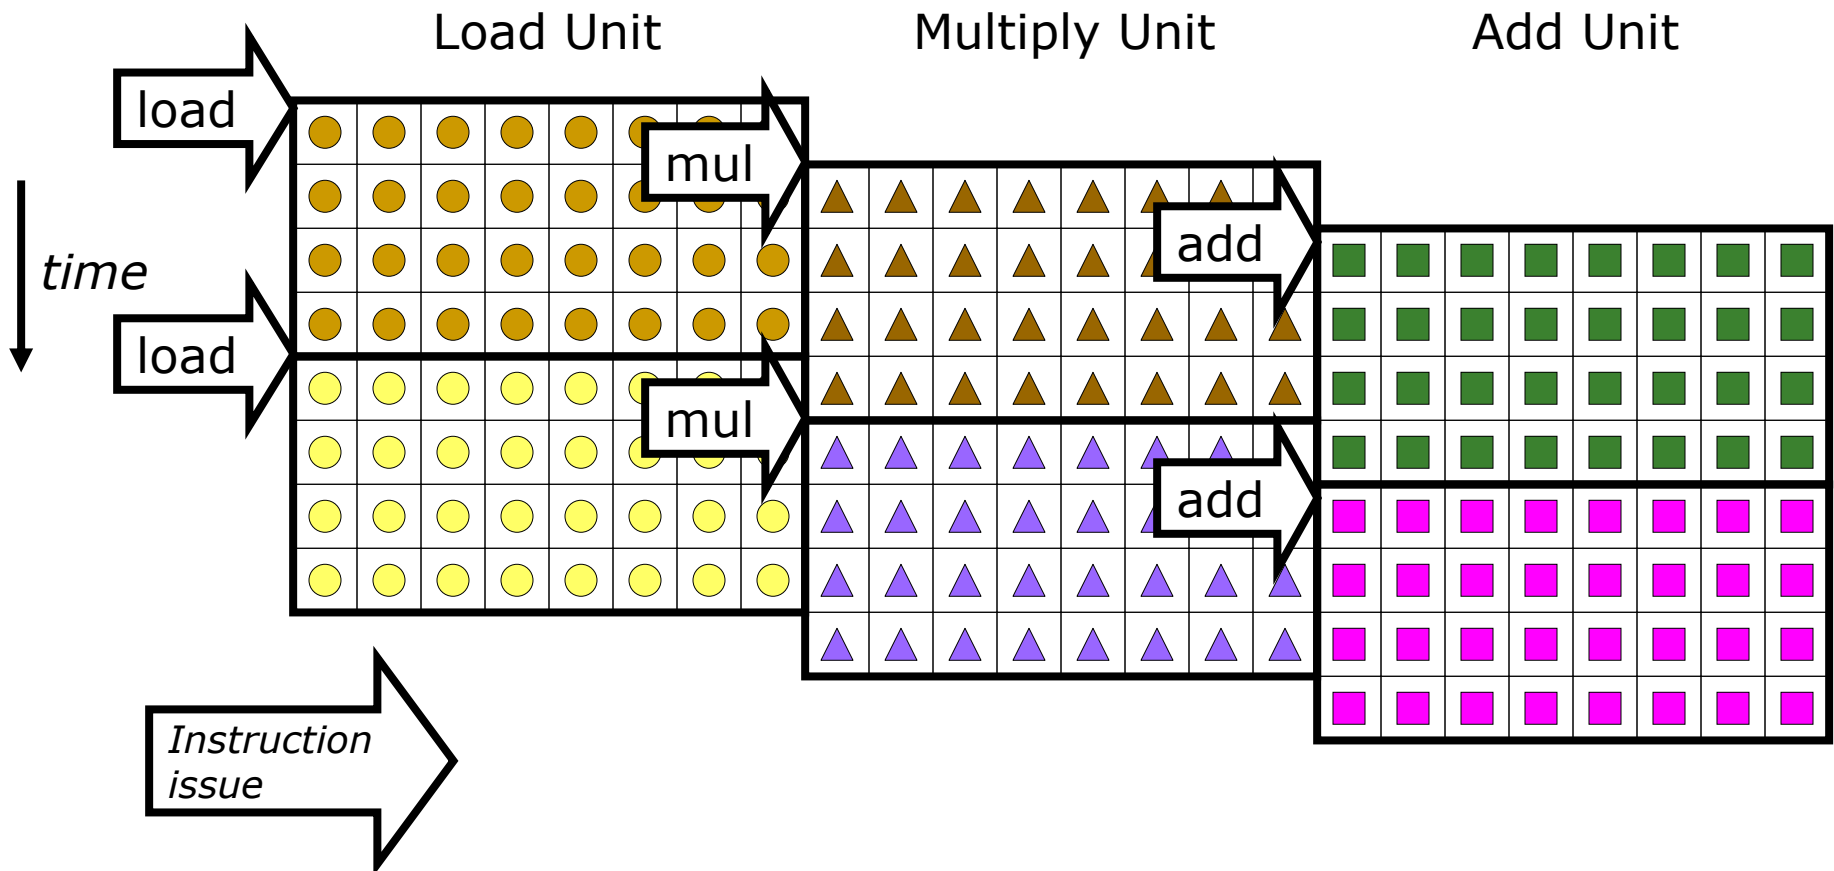 Load Unit
Multiply Unit
Add Unit
load
mul
add
time
load
mul
add
Instruction
issue